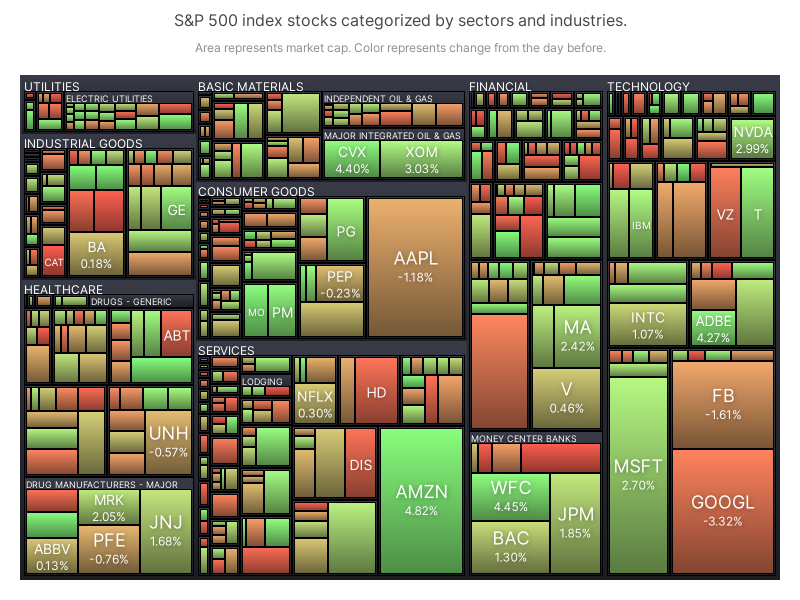 S&P 500 index stocks categorized by sectors and industries.
Area represents market cap. Color represents change from the day before.
UTILITIES
ELECTRIC UTILITIES
INDUSTRIAL GOODS
GE
BA
0.18%
CAT
HEALTHCARE
DRUGS - GENERIC
ABT
UNH
-0.57%
DRUG MANUFACTURERS - MAJOR
MRK
2.05%
JNJ
1.68%
ABBV
0.13%
PFE
-0.76%
BASIC MATERIALS
INDEPENDENT OIL & GAS
MAJOR INTEGRATED OIL & GAS
CVX
4.40%
XOM
3.03%
CONSUMER GOODS
PG
AAPL
-1.18%
PEP
-0.23%
MO
PM
SERVICES
LODGING
NFLX
0.30%
HD
DIS
AMZN
4.82%
FINANCIAL
MA
2.42%
V
0.46%
MONEY CENTER BANKS
WFC
4.45%
JPM
1.85%
BAC
1.30%
TECHNOLOGY
NVDA
2.99%
IBM
VZ
T
INTC
1.07%
ADBE
4.27%
MSFT
2.70%
FB
-1.61%
GOOGL
-3.32%